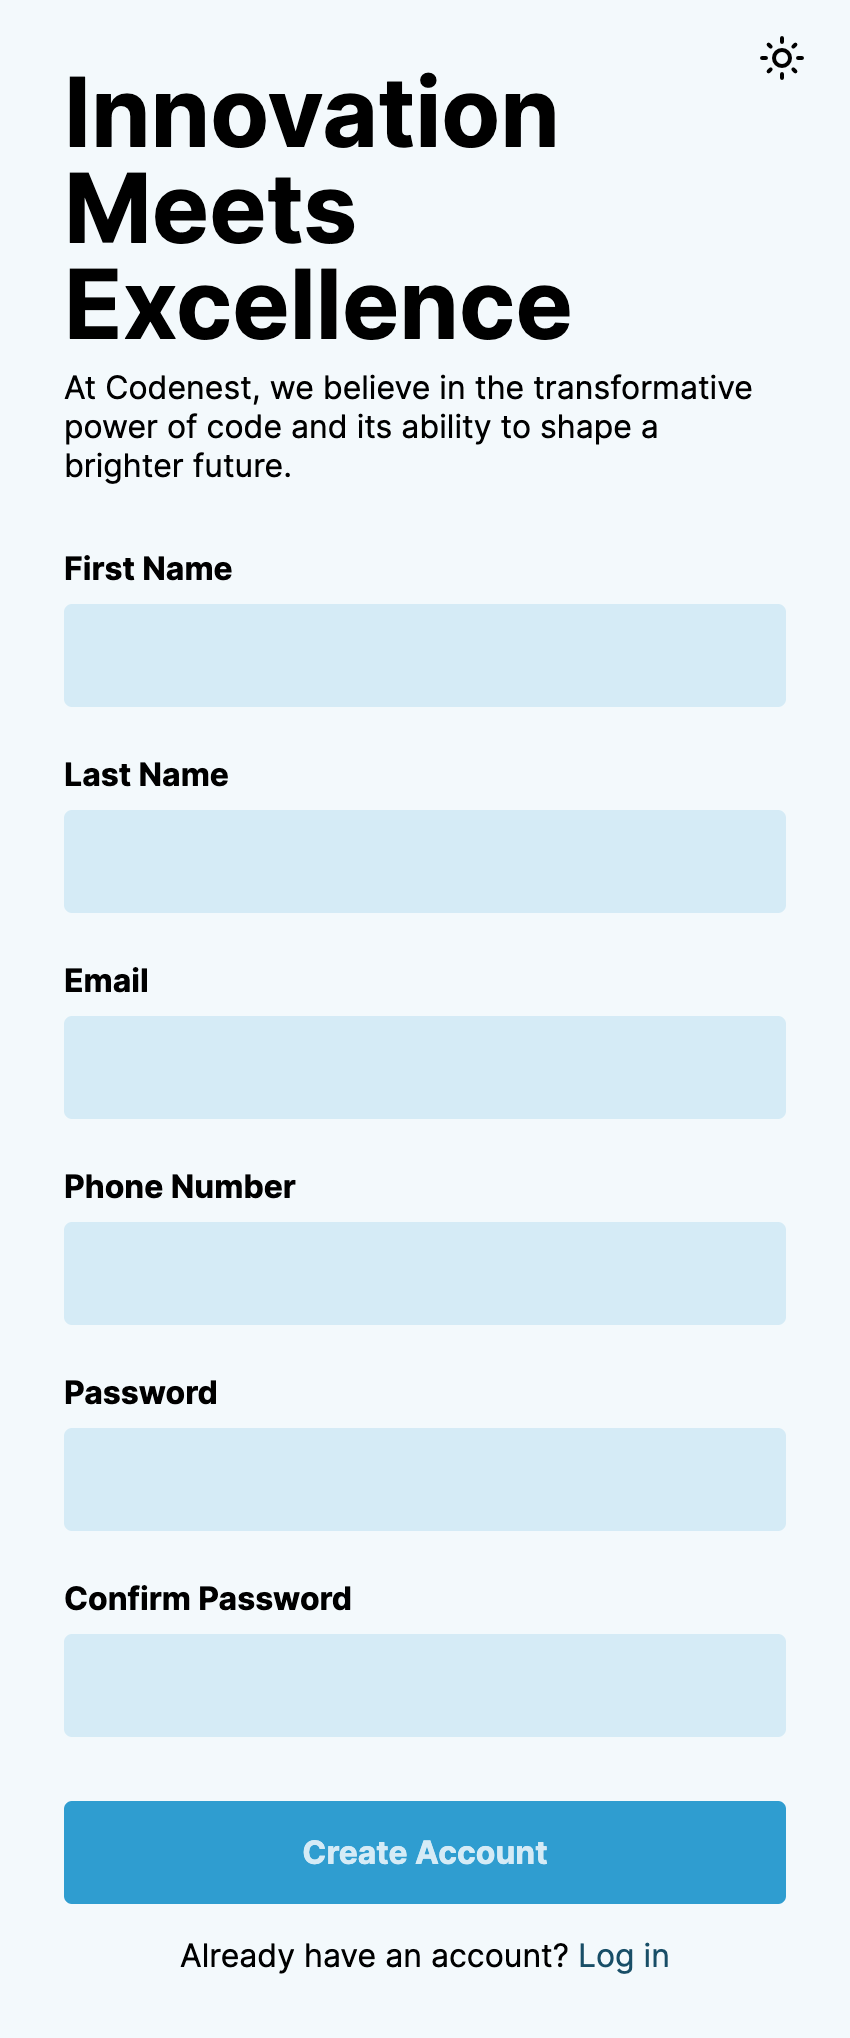 Innovation
Meets
Excellence
At Codenest, we believe in the transformative
power of code and its ability to shape a
brighter future.
First Name
Last Name
Email
Phone Number
Password
Confirm Password
Create Account
Already have an account? Log in